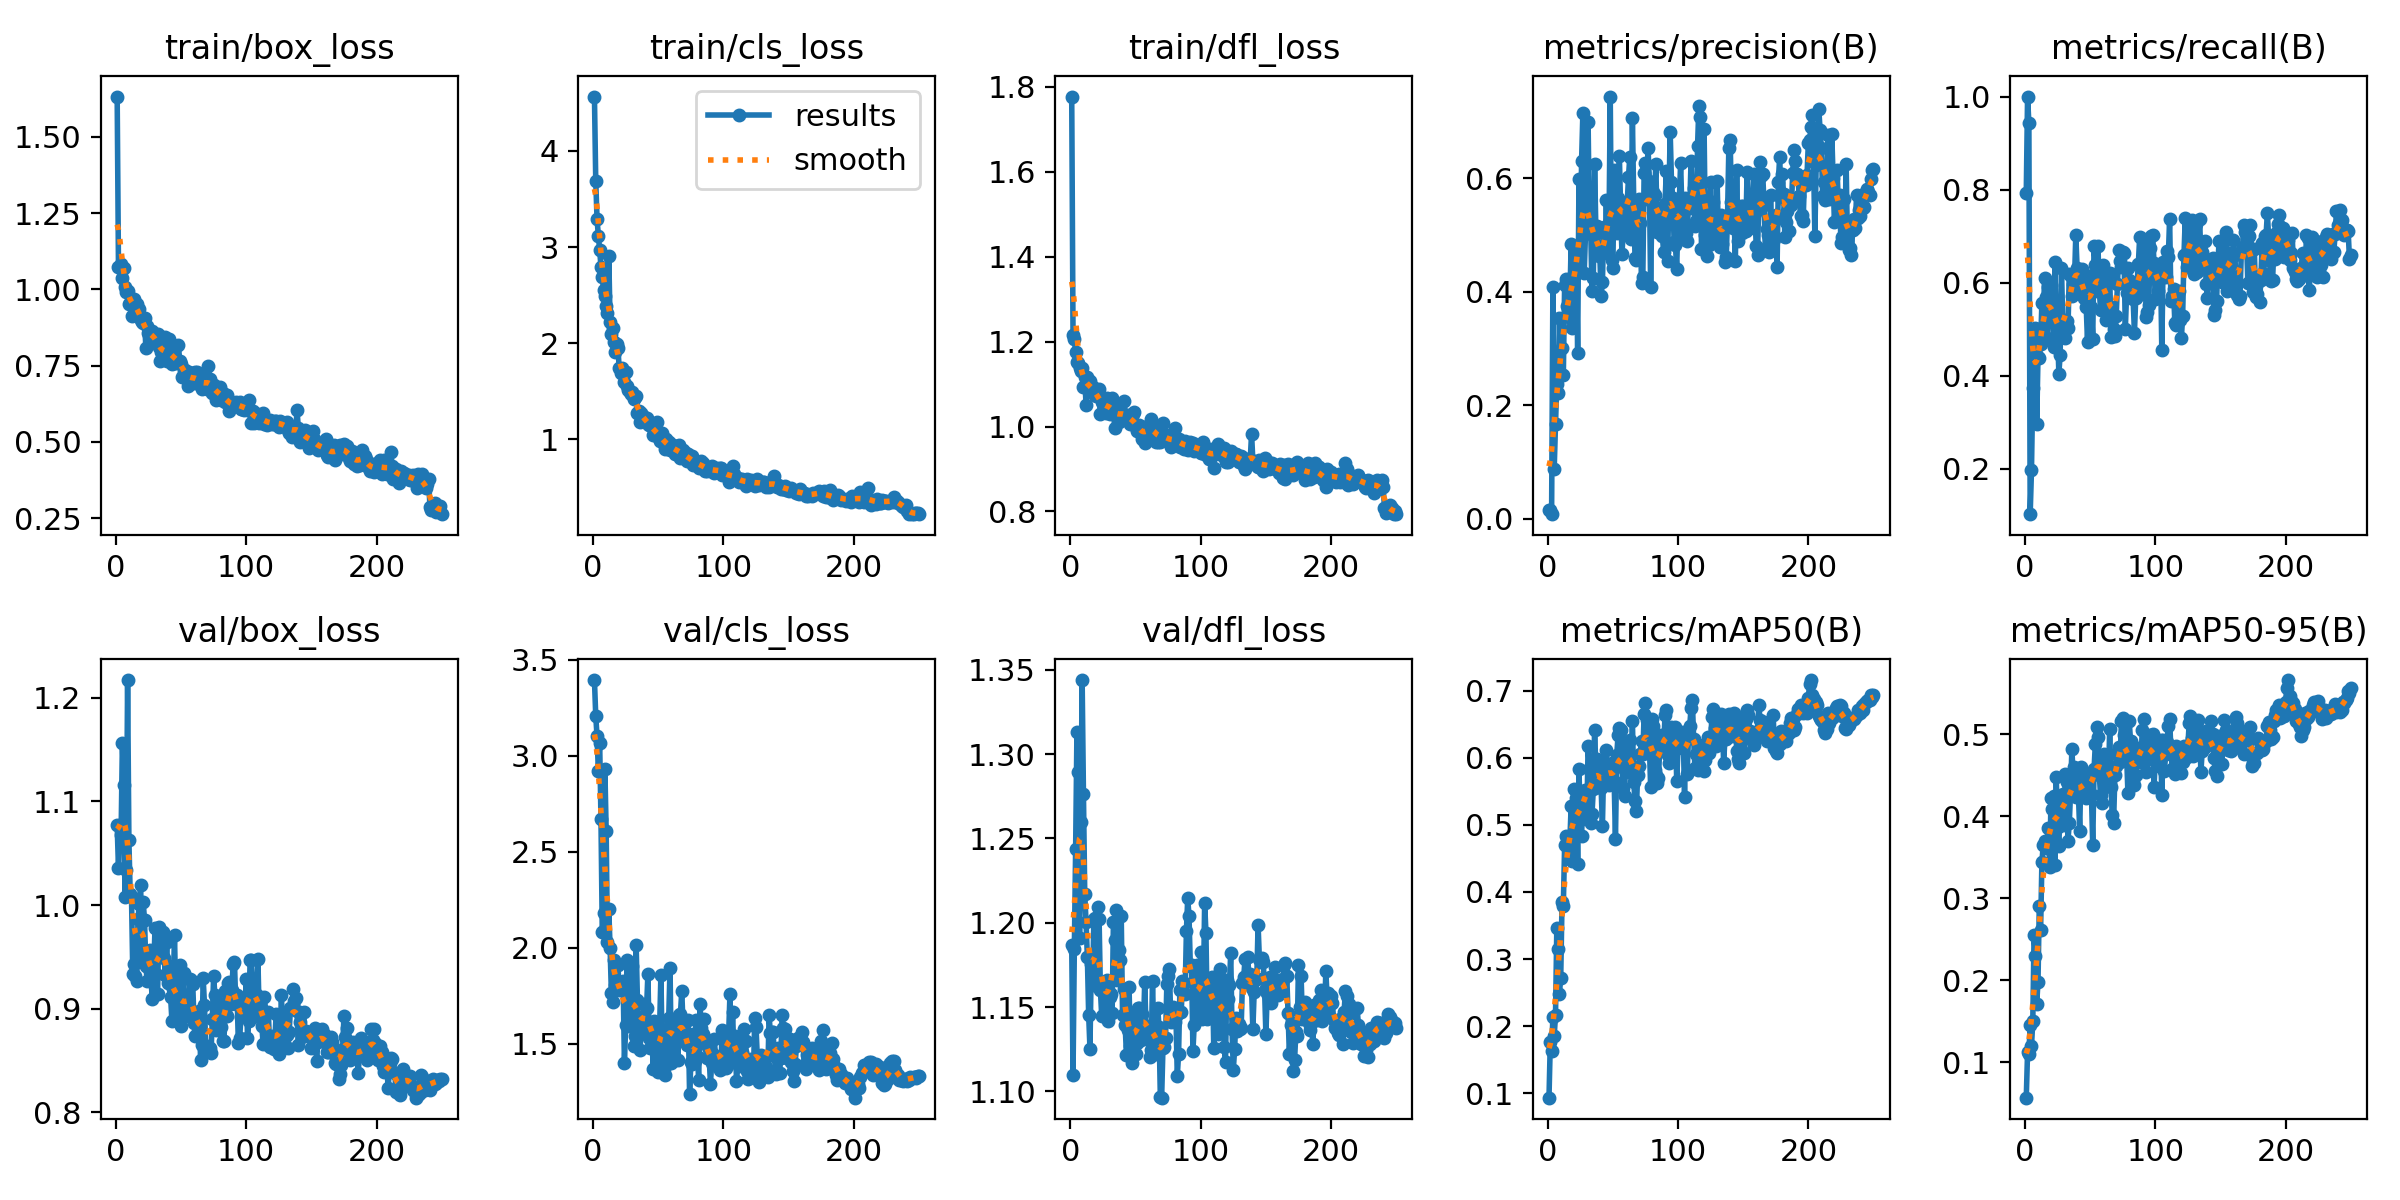 train/box_loss
1.50
1.25
1.00
0.75
0.50
0.25
0 100 200
train/cls_loss
results
smooth
4
3
2
1
0 100 200
train/dfl_loss
1.8
1.6
1.4
1.2
1.0
0.8
0 100 200
metrics/precision(B)
0.6
0.4
0.2
0.0
0 100 200
metrics/recall(B)
1.0
0.8
0.6
0.4
0.2
0 100 200
val/box_loss
1.2
1.1
1.0
0.9
0.8
0 100 200
val/cls_loss
3.5
3.0
2.5
2.0
1.5
0 100 200
val/dfl_loss
1.35
1.30
1.25
1.20
1.15
1.10
0 100 200
metrics/mAP50(B)
0.7
0.6
0.5
0.4
0.3
0.2
0.1
0 100 200
metrics/mAP50-95(B)
0.5
0.4
0.3
0.2
0.1
0 100 200